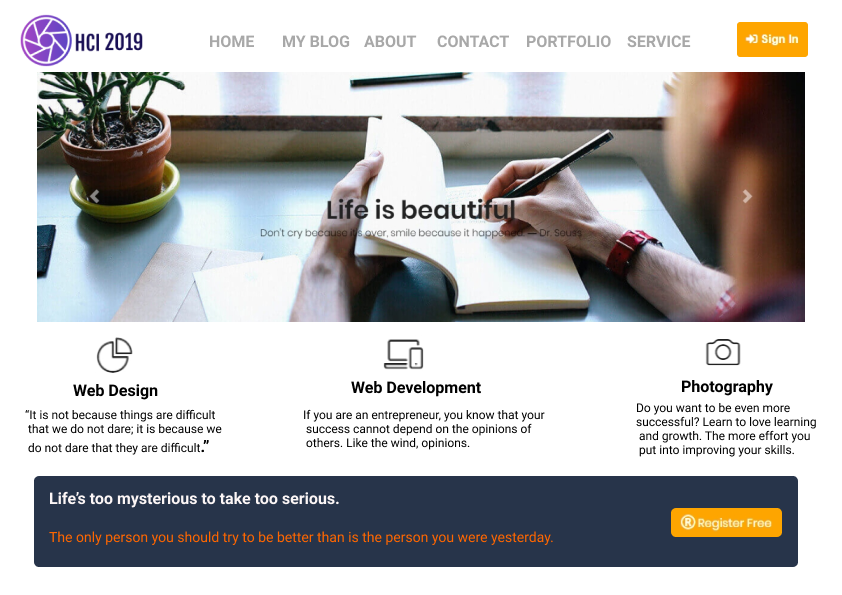 HCI 2019
HOME MY BLOG ABOUT CONTACT PORTFOLIO SERVICE
Sign In
Life is beautiful
Don't cry because it's over, smile because it happened. — Dr. Seuss
Web Design
“It is not because things are difficult
that we do not dare; it is because we
do not dare that they are difficult.”
Web Development
If you are an entrepreneur, you know that your
success cannot depend on the opinions of
others. Like the wind, opinions.
Photography
Do you want to be even more
successful? Learn to love learning
and growth. The more effort you
put into improving your skills.
Life’s too mysterious to take too serious.
The only person you should try to be better than is the person you were yesterday.
® Register Free